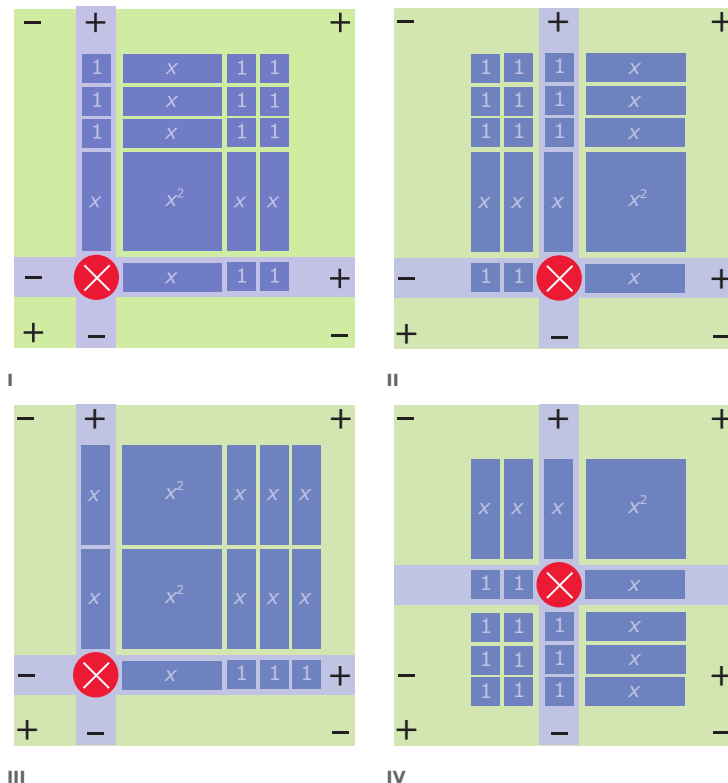 − + +
1 x 1 1
1 x 1 1
1 x 1 1
x x² x x
− x 1 1 +
+ − −
I
− + +
1 1 1 x
1 1 1 x
1 1 1 x
x x x x²
− 1 1 x +
+ − −
II
− + +
x x² x x x
x x² x x x
− x 1 1 1 +
+ − −
III
− + +
x x x x²
1 1 x
1 1 1 x
1 1 1 x
− +
1 1 1 x
+ − −
IV